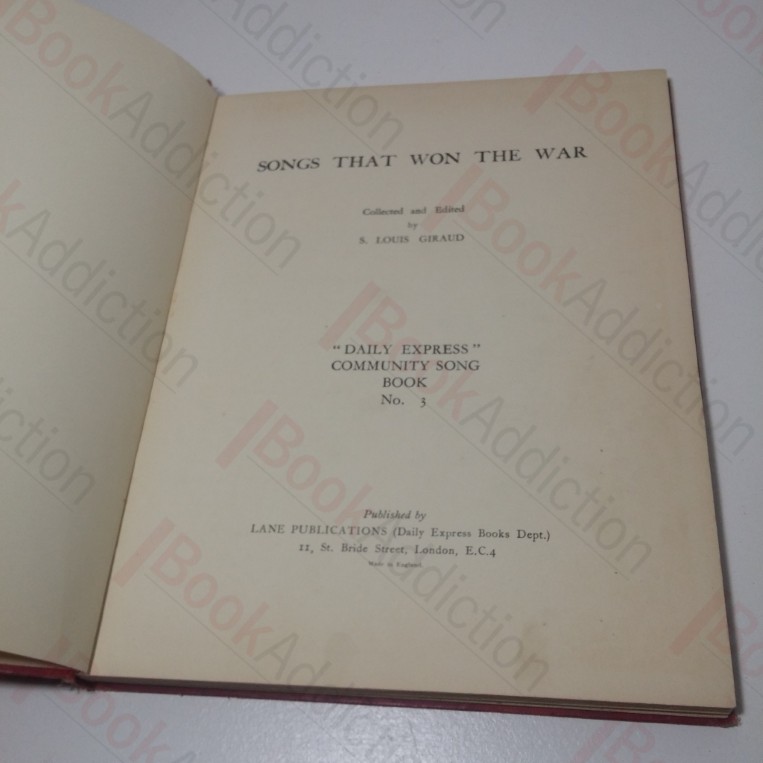 SONGS THAT WON THE WAR
Collected and Edited
by
S. LOUIS GIRAUD
"DAILY EXPRESS"
COMMUNITY SONG
BOOK
No. 3
Published by
LANE PUBLICATIONS (Daily Express Books Dept.)
11, St. Bride Street, London, E.C.4
Made in England
BookAddiction